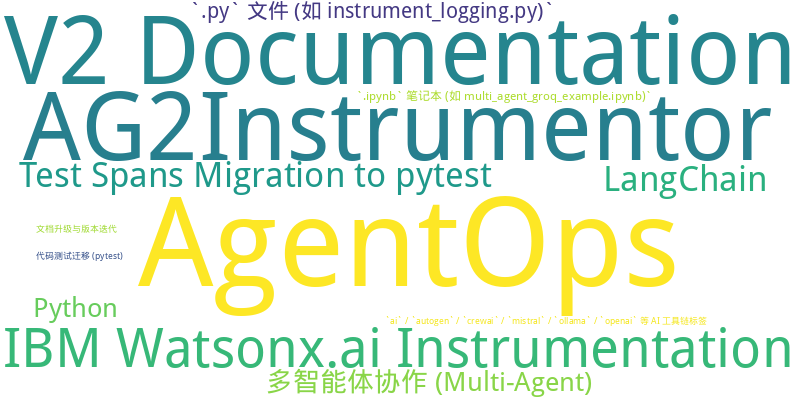 `.py` 文件 (如 instrument_logging.py)`
V2 Documentation
`.ipynb` 笔记本 (如 multi_agent_groq_example.ipynb)`
AG2Instrumentor
Test Spans Migration to pytest
LangChain
AgentOps
文档升级与版本迭代
代码测试迁移 (pytest)
Python
`ai` / `autogen` / `crewai` / `mistral` / `ollama` / `openai` 等 AI 工具链标签
IBM Watsonx.ai Instrumentation
多智能体协作 (Multi-Agent)